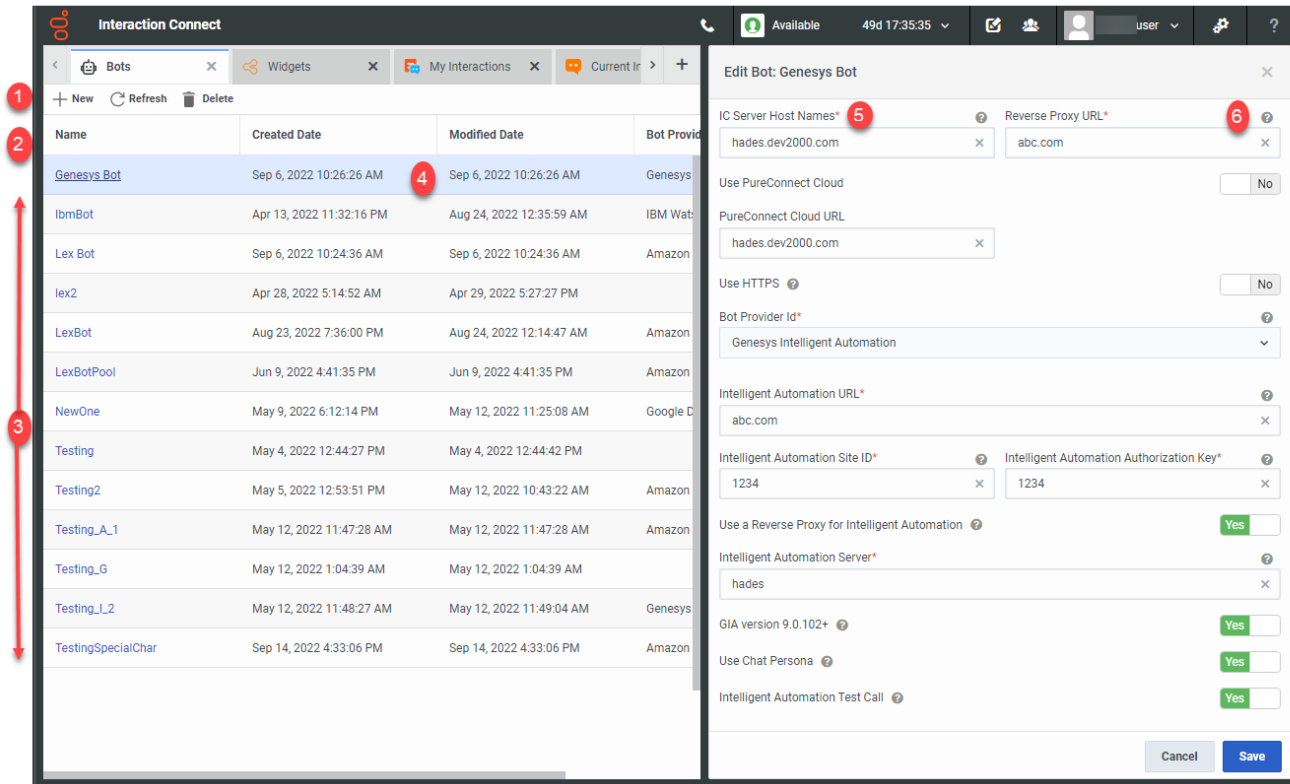 Interaction Connect
Available 49d 17:35:35 user ?
Bots Widgets My Interactions Current In
1 New Refresh Delete
2 Name Created Date Modified Date Bot Provid
Genesys Bot Sep 6, 2022 10:26:26 AM 4 Sep 6, 2022 10:26:26 AM Genesys
IbmBot Apr 13, 2022 11:32:16 PM Aug 24, 2022 12:35:59 AM IBM Wats
Lex Bot Sep 6, 2022 10:24:36 AM Sep 6, 2022 10:24:36 AM Amazon
lex2 Apr 28, 2022 5:14:52 AM Apr 29, 2022 5:27:27 PM
LexBot Aug 23, 2022 7:36:00 PM Aug 24, 2022 12:14:47 AM Amazon
LexBotPool Jun 9, 2022 4:41:35 PM Jun 9, 2022 4:41:35 PM Amazon
3 NewOne May 9, 2022 6:12:14 PM May 12, 2022 11:25:08 AM Google D
Testing May 4, 2022 12:44:27 PM May 4, 2022 12:44:42 PM
Testing2 May 5, 2022 12:53:51 PM May 12, 2022 10:43:22 AM Amazon
Testing_A_1 May 12, 2022 11:47:28 AM May 12, 2022 11:47:28 AM Amazon
Testing_G May 12, 2022 1:04:39 AM May 12, 2022 1:04:39 AM
Testing_I_2 May 12, 2022 11:48:27 AM May 12, 2022 11:49:04 AM Genesys
TestingSpecialChar Sep 14, 2022 4:33:06 PM Sep 14, 2022 4:33:06 PM Amazon
Edit Bot: Genesys Bot
IC Server Host Names* 5 ? Reverse Proxy URL* 6 ?
hades.dev2000.com abc.com
Use PureConnect Cloud No
PureConnect Cloud URL
hades.dev2000.com
Use HTTPS ? No
Bot Provider Id* ?
Genesys Intelligent Automation
Intelligent Automation URL* ?
abc.com
Intelligent Automation Site ID* ? Intelligent Automation Authorization Key* ?
1234 1234
Use a Reverse Proxy for Intelligent Automation ? Yes
Intelligent Automation Server* ?
hades
GIA version 9.0.102+ ? Yes
Use Chat Persona ? Yes
Intelligent Automation Test Call ? Yes
Cancel Save